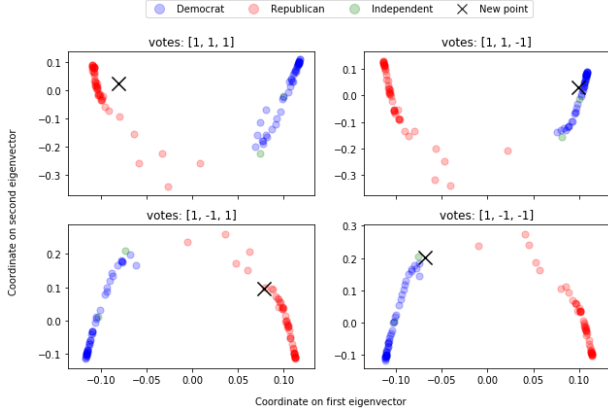 Democrat Republican Independent New point
votes: [1, 1, 1] votes: [1, 1, -1]
0.1 0.0 −0.1 −0.2 −0.3
0.1 0.0 −0.1 −0.2 −0.3
Coordinate on second eigenvector
votes: [1, -1, 1] votes: [1, -1, -1]
0.2 0.1 0.0 −0.1
0.3 0.2 0.1 0.0 −0.1
−0.10 −0.05 0.00 0.05 0.10 −0.10 −0.05 0.00 0.05 0.10
Coordinate on first eigenvector